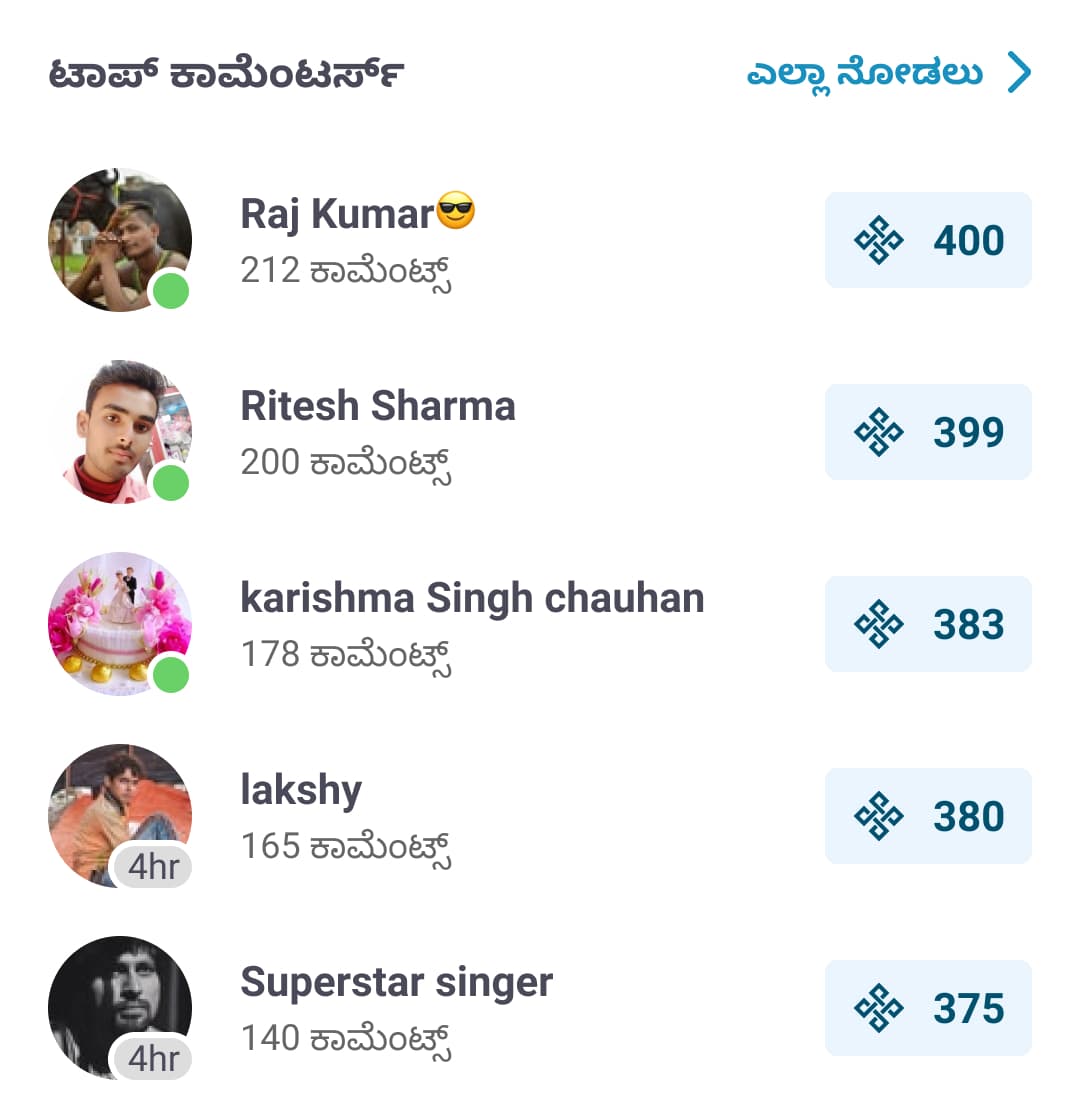 ಟಾಪ್ ಕಾಮೆಂಟರ್ಸ್
ಎಲ್ಲಾ ನೋಡಲು
Raj Kumar😎
212 ಕಾಮೆಂಟ್ಸ್
400
Ritesh Sharma
200 ಕಾಮೆಂಟ್ಸ್
399
karishma Singh chauhan
178 ಕಾಮೆಂಟ್ಸ್
383
lakshy
165 ಕಾಮೆಂಟ್ಸ್
4hr
380
Superstar singer
140 ಕಾಮೆಂಟ್ಸ್
4hr
375